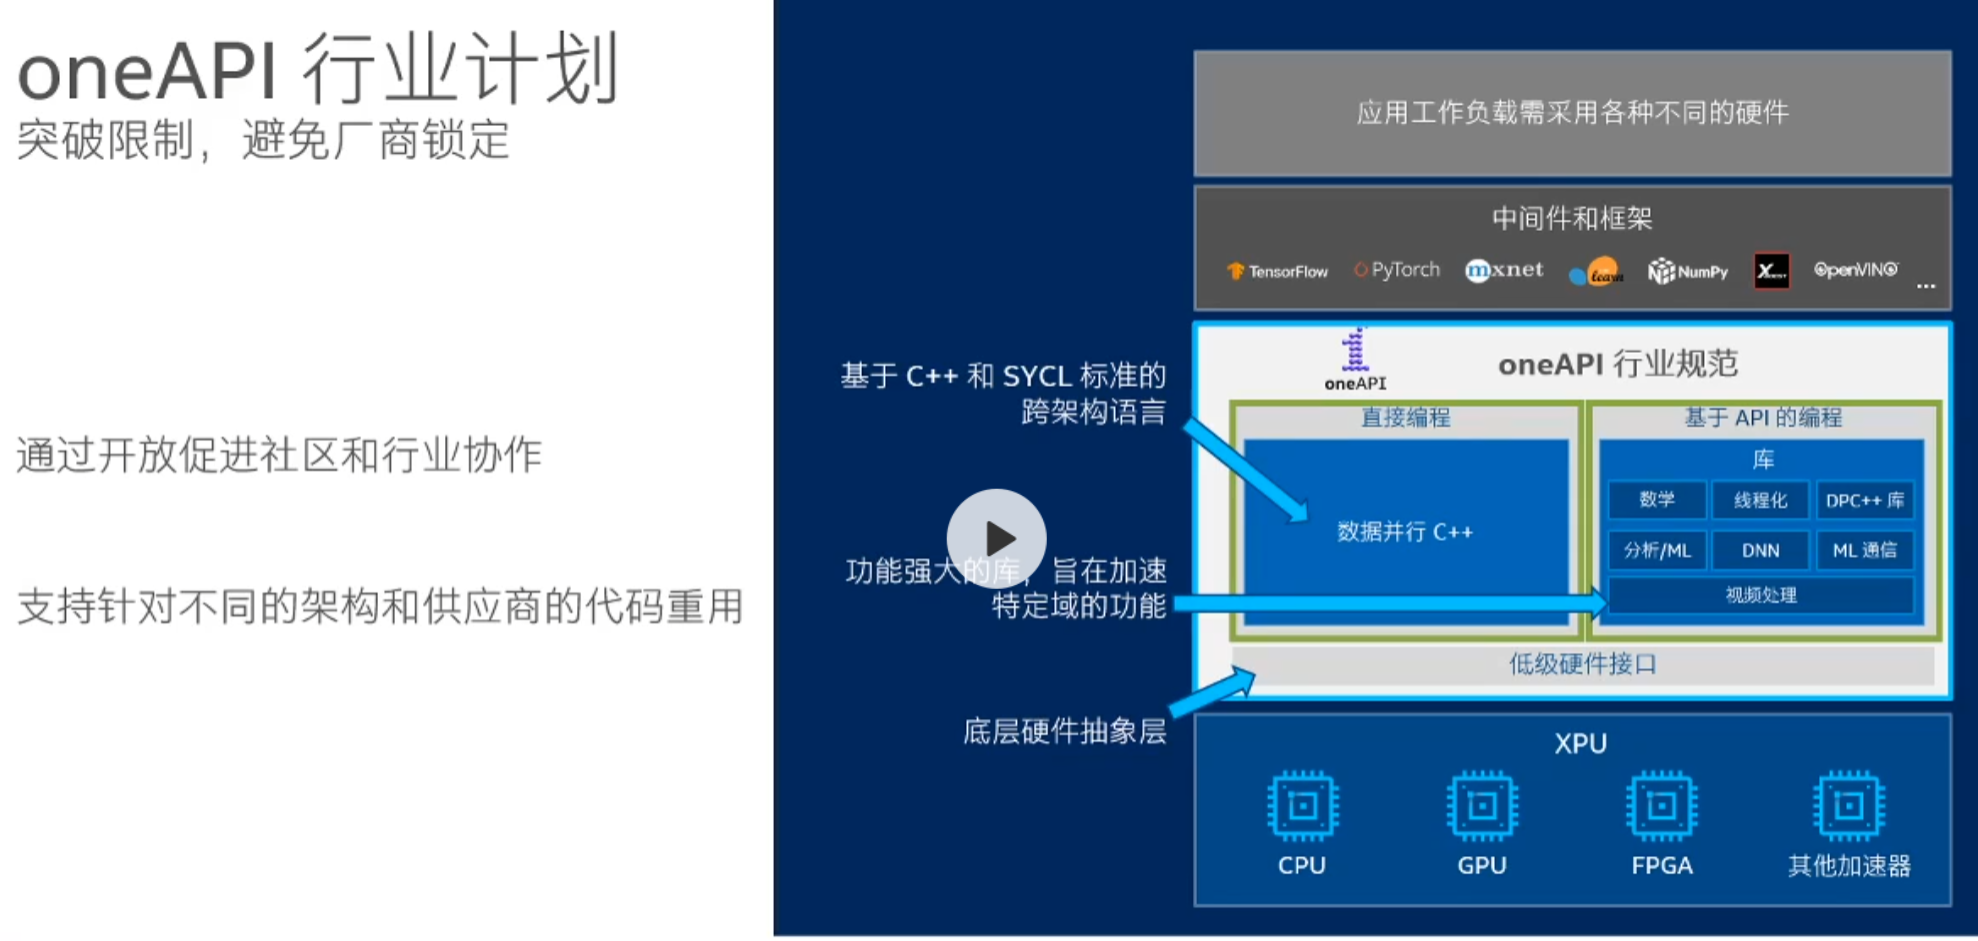 oneAPI 行业计划
突破限制，避免厂商锁定
通过开放促进社区和行业协作
支持针对不同的架构和供应商的代码重用
应用工作负载需采用各种不同的硬件
中间件和框架
TensorFlow PyTorch mxnet learn NumPy OpenVINO ...
oneAPI
oneAPI 行业规范
基于 C++ 和 SYCL 标准的
跨架构语言
直接编程
数据并行 C++
基于 API 的编程
库
数学 线程化 DPC++ 库
分析/ML DNN ML 通信
视频处理
功能强大的库，旨在加速
特定域的功能
低级硬件接口
底层硬件抽象层
XPU
CPU GPU FPGA 其他加速器